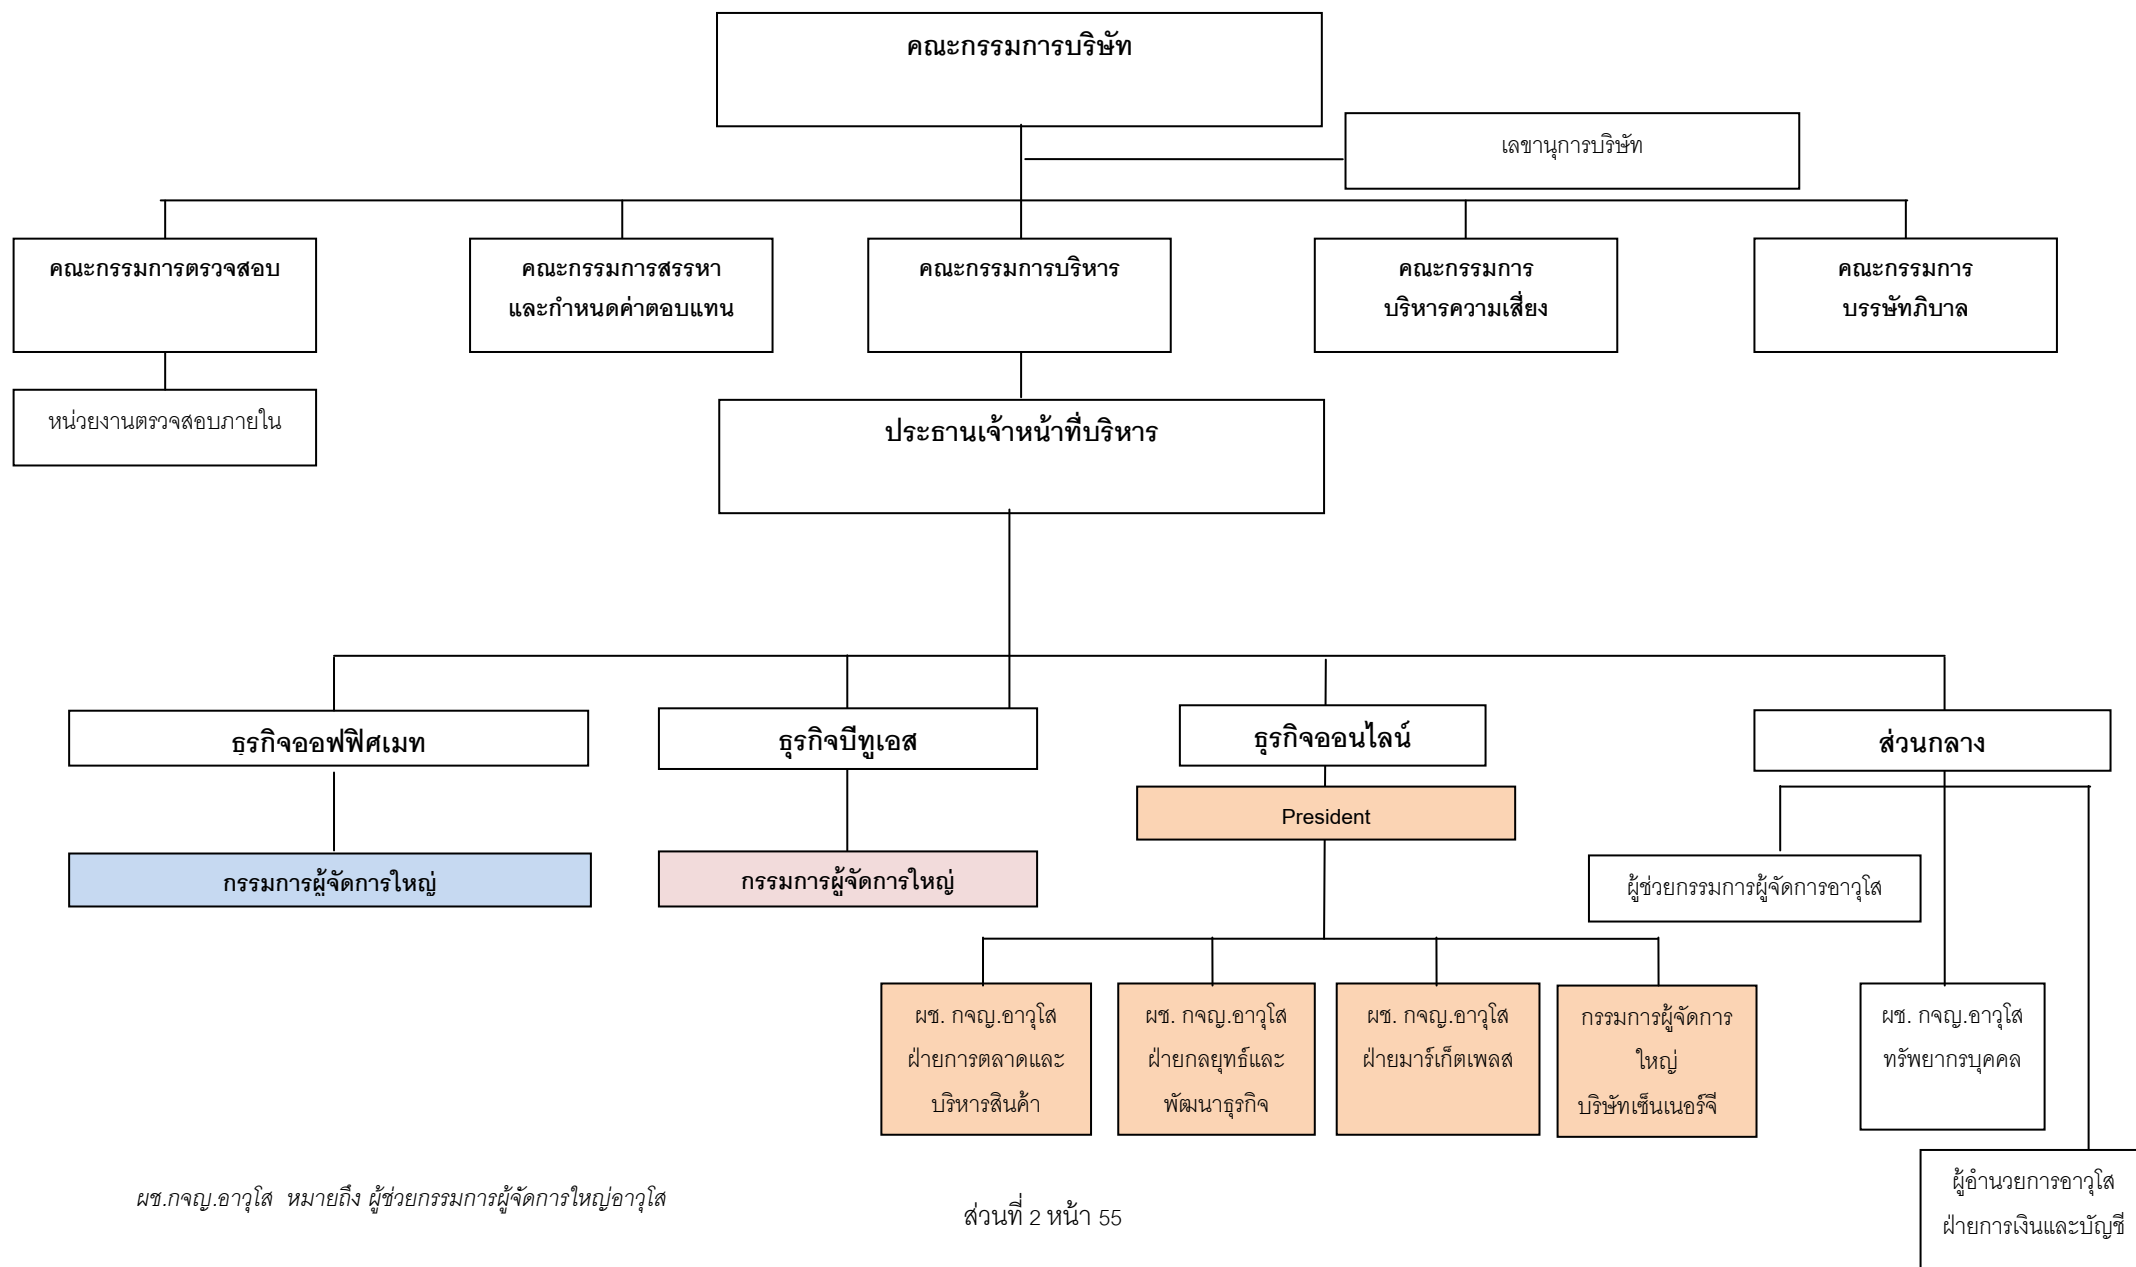 คณะกรรมการบริษัท
เลขานุการบริษัท
คณะกรรมการตรวจสอบ
คณะกรรมการสรรหา
และกำหนดค่าตอบแทน
คณะกรรมการบริหาร
คณะกรรมการ
บริหารความเสี่ยง
คณะกรรมการ
บรรษัทภิบาล
หน่วยงานตรวจสอบภายใน
ประธานเจ้าหน้าที่บริหาร
ธุรกิจออฟฟิศเมท
ธุรกิจบีทูเอส
ธุรกิจออนไลน์
ส่วนกลาง
President
กรรมการผู้จัดการใหญ่
กรรมการผู้จัดการใหญ่
ผู้ช่วยกรรมการผู้จัดการอาวุโส
ผช. กจญ.อาวุโส
ฝ่ายการตลาดและ
บริหารสินค้า
ผช. กจญ.อาวุโส
ฝ่ายกลยุทธ์และ
พัฒนาธุรกิจ
ผช. กจญ.อาวุโส
ฝ่ายมาร์เก็ตเพลส
กรรมการผู้จัดการ
ใหญ่
บริษัทเซ็นเนอร์จี
ผช. กจญ.อาวุโส
ทรัพยากรบุคคล
ผู้อำนวยการอาวุโส
ฝ่ายการเงินและบัญชี
ผช.กจญ.อาวุโส หมายถึง ผู้ช่วยกรรมการผู้จัดการใหญ่อาวุโส
ส่วนที่ 2 หน้า 55